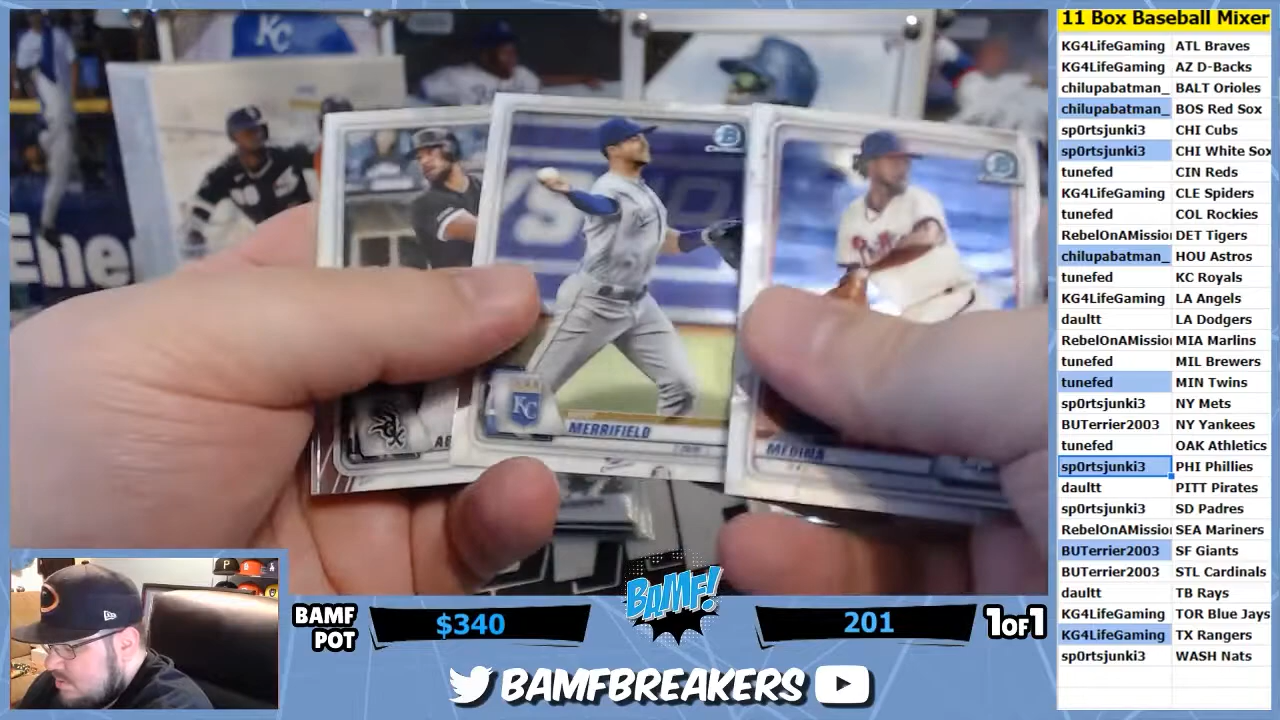 11 Box Baseball Mixer
KG4LifeGaming ATL Braves
KG4LifeGaming AZ D-Backs
chilupabatman_ BALT Orioles
chilupabatman_ BOS Red Sox
sp0rtsjunki3 CHI Cubs
sp0rtsjunki3 CHI White Sox
tunefed CIN Reds
KG4LifeGaming CLE Spiders
tunefed COL Rockies
RebelOnAMissio DET Tigers
chilupabatman_ HOU Astros
tunefed KC Royals
KG4LifeGaming LA Angels
daultt LA Dodgers
RebelOnAMissio MIA Marlins
tunefed MIL Brewers
tunefed MIN Twins
sp0rtsjunki3 NY Mets
BUTerrier2003 NY Yankees
tunefed OAK Athletics
sp0rtsjunki3 PHI Phillies
daultt PITT Pirates
sp0rtsjunki3 SD Padres
RebelOnAMissio SEA Mariners
BUTerrier2003 SF Giants
BUTerrier2003 STL Cardinals
daultt TB Rays
KG4LifeGaming TOR Blue Jays
KG4LifeGaming TX Rangers
sp0rtsjunki3 WASH Nats
KC
Ene
KC
MERRIFIELD
MEDINA
BAMF
POT
$340
BAMF!
201
1OF1
BAMFBREAKERS